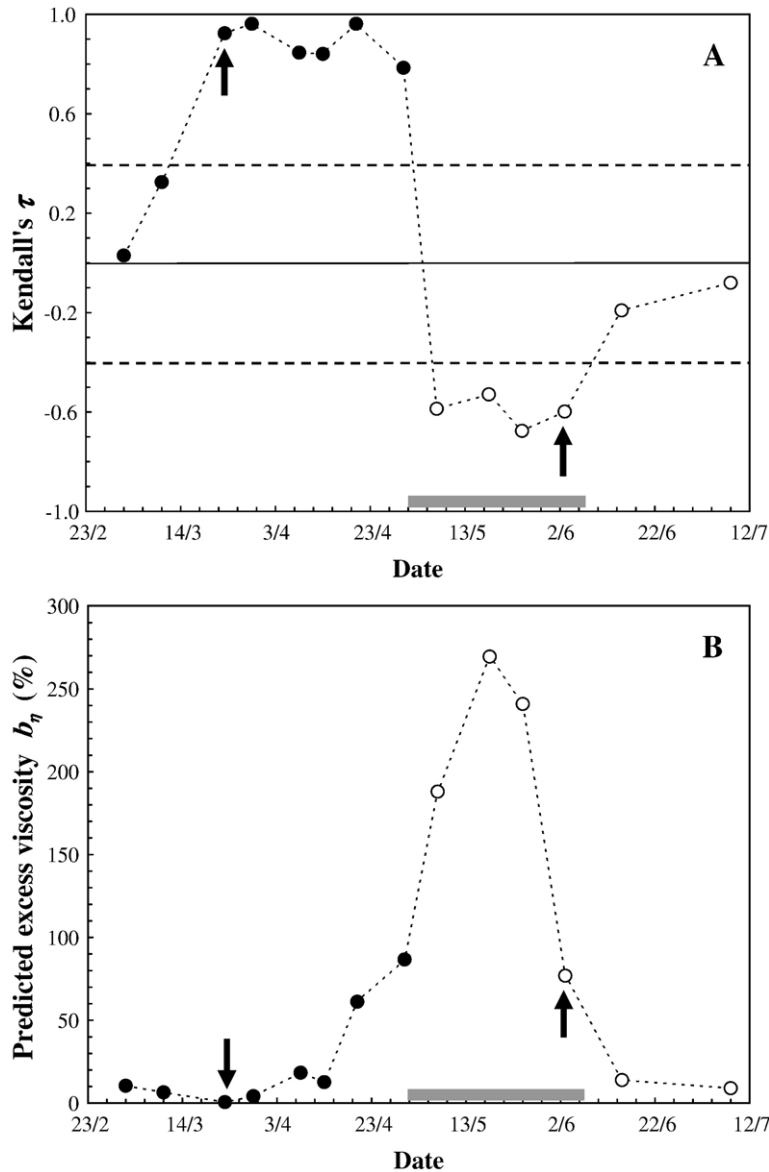 A
1.0
0.6
0.2
-0.2
-0.6
-1.0
Kendall's τ
23/2 14/3 3/4 23/4 13/5 2/6 22/6 12/7
Date
B
300
250
200
150
100
50
0
Predicted excess viscosity bη (%)
23/2 14/3 3/4 23/4 13/5 2/6 22/6 12/7
Date